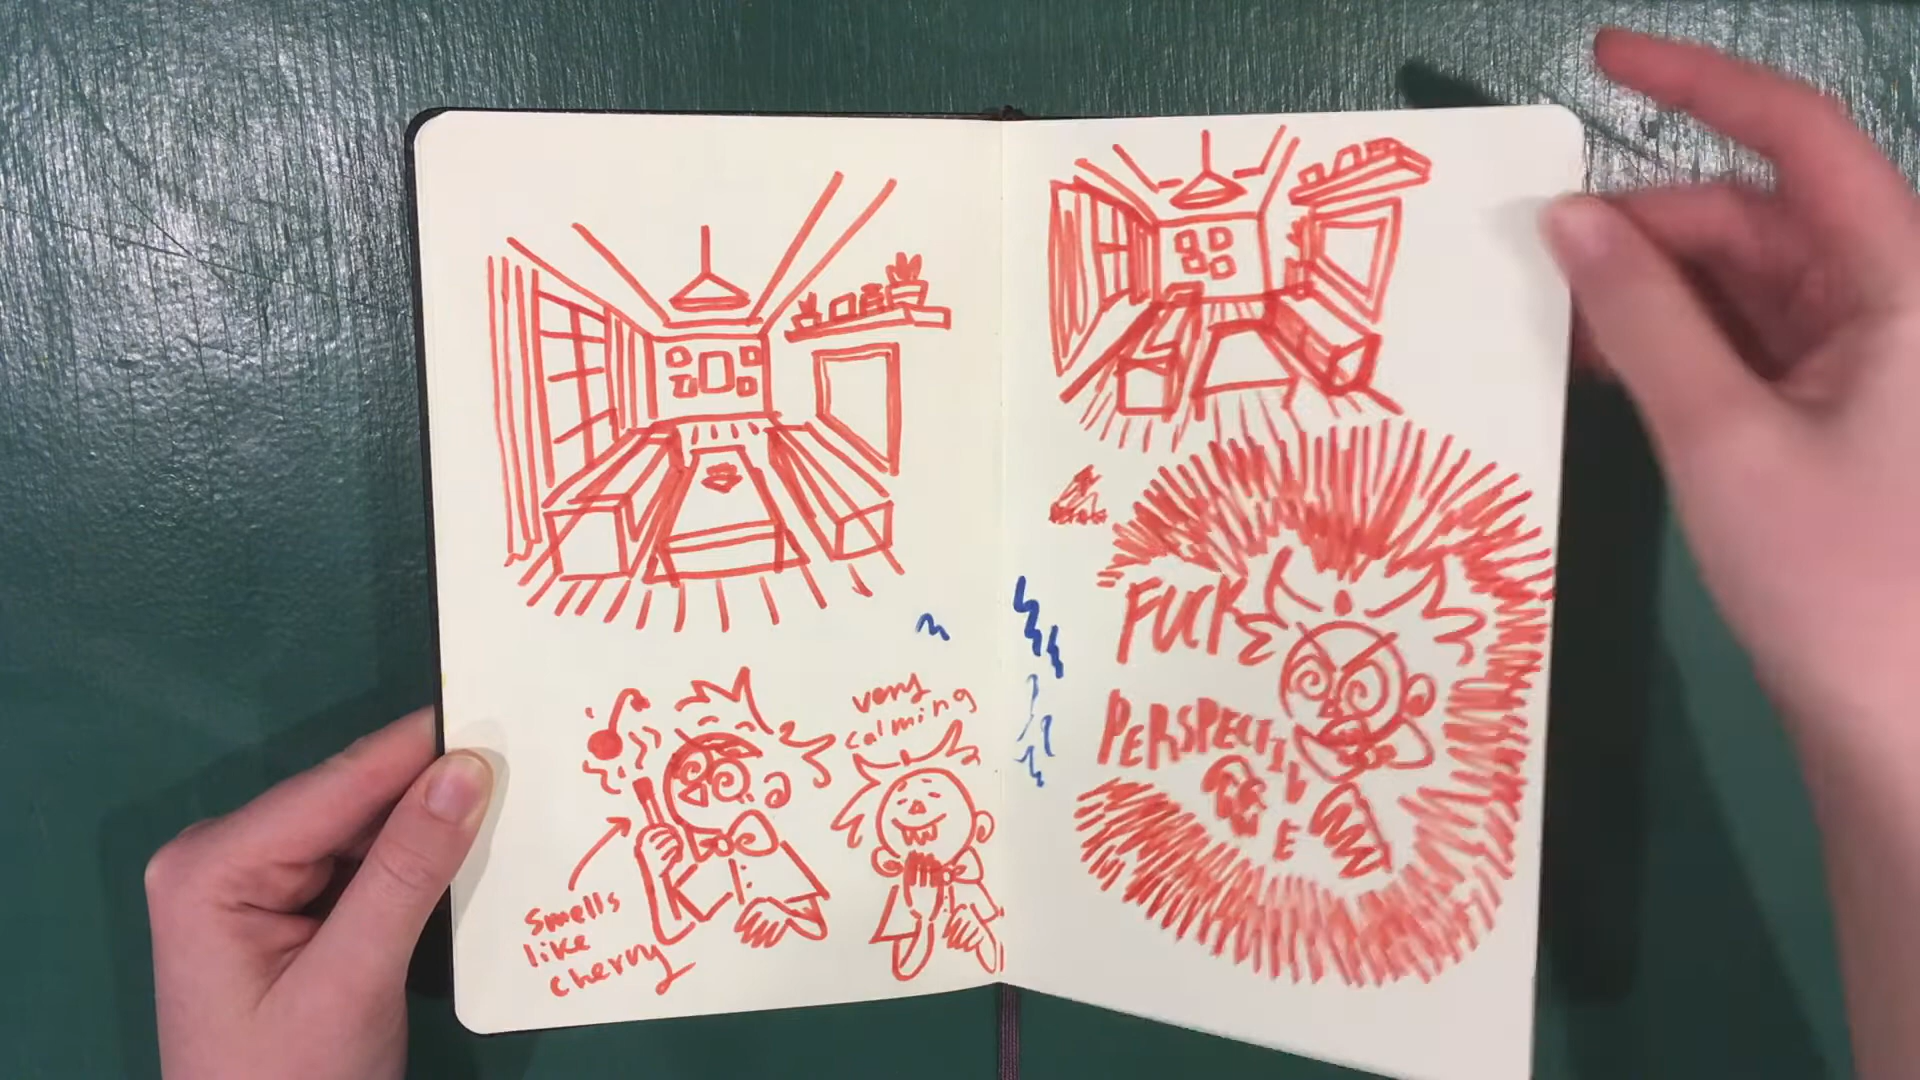 very
calming
Smells
like
cherry
FUCK
PERSPECTIVE